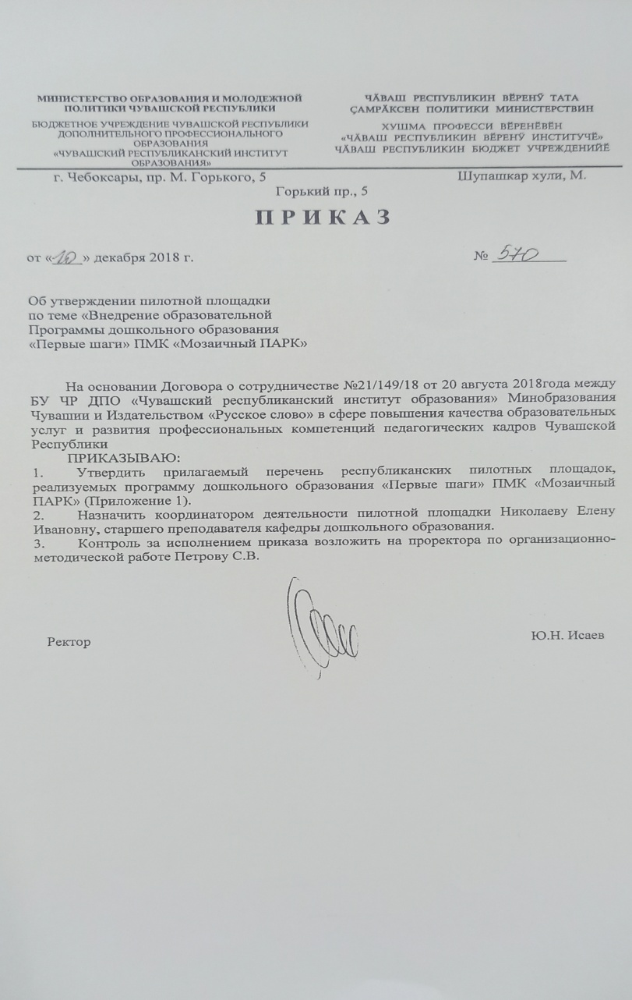 МИНИСТЕРСТВО ОБРАЗОВАНИЯ И МОЛОДЕЖНОЙ
ПОЛИТИКИ ЧУВАШСКОЙ РЕСПУБЛИКИ
БЮДЖЕТНОЕ УЧРЕЖДЕНИЕ ЧУВАШСКОЙ РЕСПУБЛИКИ
ДОПОЛНИТЕЛЬНОГО ПРОФЕССИОНАЛЬНОГО
ОБРАЗОВАНИЯ
«ЧУВАШСКИЙ РЕСПУБЛИКАНСКИЙ ИНСТИТУТ
ОБРАЗОВАНИЯ»
ЧӐВАШ РЕСПУБЛИКИН ВӖРЕНӲ ТАТА
ҪАМРӐКСЕН ПОЛИТИКИ МИНИСТЕРСТВИН
ХУШМА ПРОФЕССИ ВӖРЕНӖВӖН
«ЧӐВАШ РЕСПУБЛИКИН ВӖРЕНӲ ИНСТИТУЧӖ»
ЧӐВАШ РЕСПУБЛИКИН БЮДЖЕТ УЧРЕЖДЕНИЙӖ
г. Чебоксары, пр. М. Горького, 5
Шупашкар хули, М.
Горький пр., 5
ПРИКАЗ
от «10» декабря 2018 г.
№ 570
Об утверждении пилотной площадки
по теме «Внедрение образовательной
Программы дошкольного образования
«Первые шаги» ПМК «Мозаичный ПАРК»
На основании Договора о сотрудничестве №21/149/18 от 20 августа 2018года между
БУ ЧР ДПО «Чувашский республиканский институт образования» Минобразования
Чувашии и Издательством «Русское слово» в сфере повышения качества образовательных
услуг и развития профессиональных компетенций педагогических кадров Чувашской
Республики
ПРИКАЗЫВАЮ:
1. Утвердить прилагаемый перечень республиканских пилотных площадок,
реализуемых программу дошкольного образования «Первые шаги» ПМК «Мозаичный
ПАРК» (Приложение 1).
2. Назначить координатором деятельности пилотной площадки Николаеву Елену
Ивановну, старшего преподавателя кафедры дошкольного образования.
3. Контроль за исполнением приказа возложить на проректора по организационно-
методической работе Петрову С.В.
Ректор
Ю.Н. Исаев